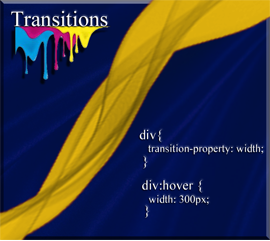 Transitions
div{
transition-property: width;
}
div:hover {
width: 300px;
}